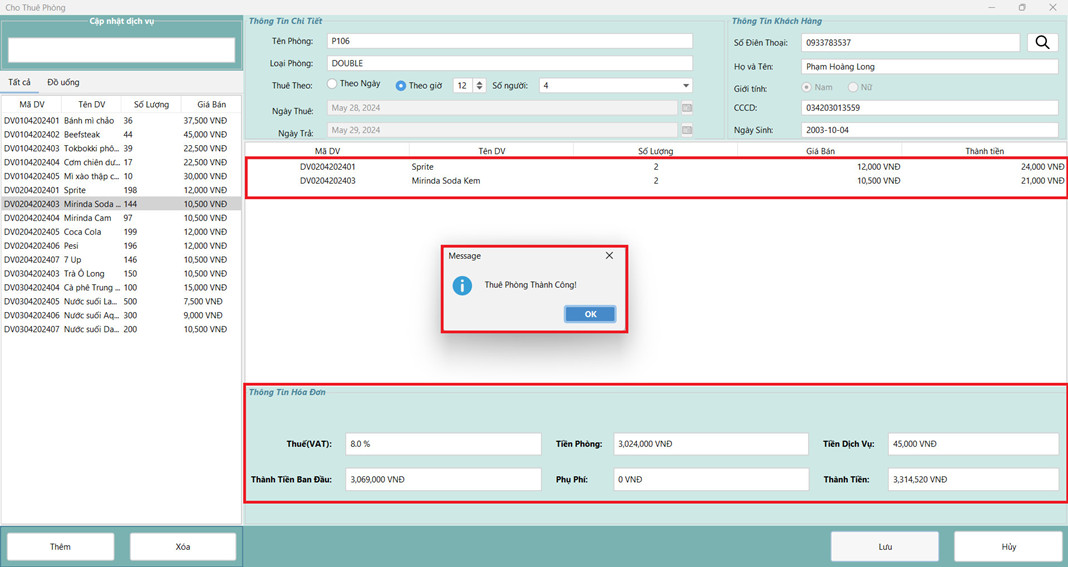 Cho Thuê Phòng
Cập nhật dịch vụ
Tất cả Đồ uống
Mã DV Tên DV Số Lượng Giá Bán
DV0104202401 Bánh mì chảo 36 37,500 VNĐ
DV0104202402 Beefsteak 44 45,000 VNĐ
DV0104202403 Tokbokki phô... 39 22,500 VNĐ
DV0104202404 Cơm chiên dư... 17 22,500 VNĐ
DV0104202405 Mì xào thập c... 10 30,000 VNĐ
DV0204202401 Sprite 198 12,000 VNĐ
DV0204202403 Mirinda Soda ... 144 10,500 VNĐ
DV0204202404 Mirinda Cam 97 10,500 VNĐ
DV0204202405 Coca Cola 199 12,000 VNĐ
DV0204202406 Pesi 196 12,000 VNĐ
DV0204202407 7 Up 146 10,500 VNĐ
DV0304202403 Trà Ô Long 150 10,500 VNĐ
DV0304202404 Cà phê Trung ... 100 15,000 VNĐ
DV0304202405 Nước suối La... 500 7,500 VNĐ
DV0304202406 Nước suối Aq... 300 9,000 VNĐ
DV0304202407 Nước suối Da... 200 10,500 VNĐ
Thêm Xóa
Thông Tin Chi Tiết
Tên Phòng: P106
Loại Phòng: DOUBLE
Thuê Theo: Theo Ngày Theo giờ 12 Số người: 4
Ngày Thuê: May 28, 2024
Ngày Trả: May 29, 2024
Thông Tin Khách Hàng
Số Điên Thoại: 0933783537
Họ và Tên: Phạm Hoàng Long
Giới tính: Nam Nữ
CCCD: 034203013559
Ngày Sinh: 2003-10-04
Mã DV Tên DV Số Lượng Giá Bán Thành tiền
DV0204202401 Sprite 2 12,000 VNĐ 24,000 VNĐ
DV0204202403 Mirinda Soda Kem 2 10,500 VNĐ 21,000 VNĐ
Message
Thuê Phòng Thành Công!
OK
Thông Tin Hóa Đơn
Thuế(VAT): 8.0 % Tiền Phòng: 3,024,000 VNĐ Tiền Dịch Vụ: 45,000 VNĐ
Thành Tiền Ban Đầu: 3,069,000 VNĐ Phụ Phí: 0 VNĐ Thành Tiền: 3,314,520 VNĐ
Lưu Hủy